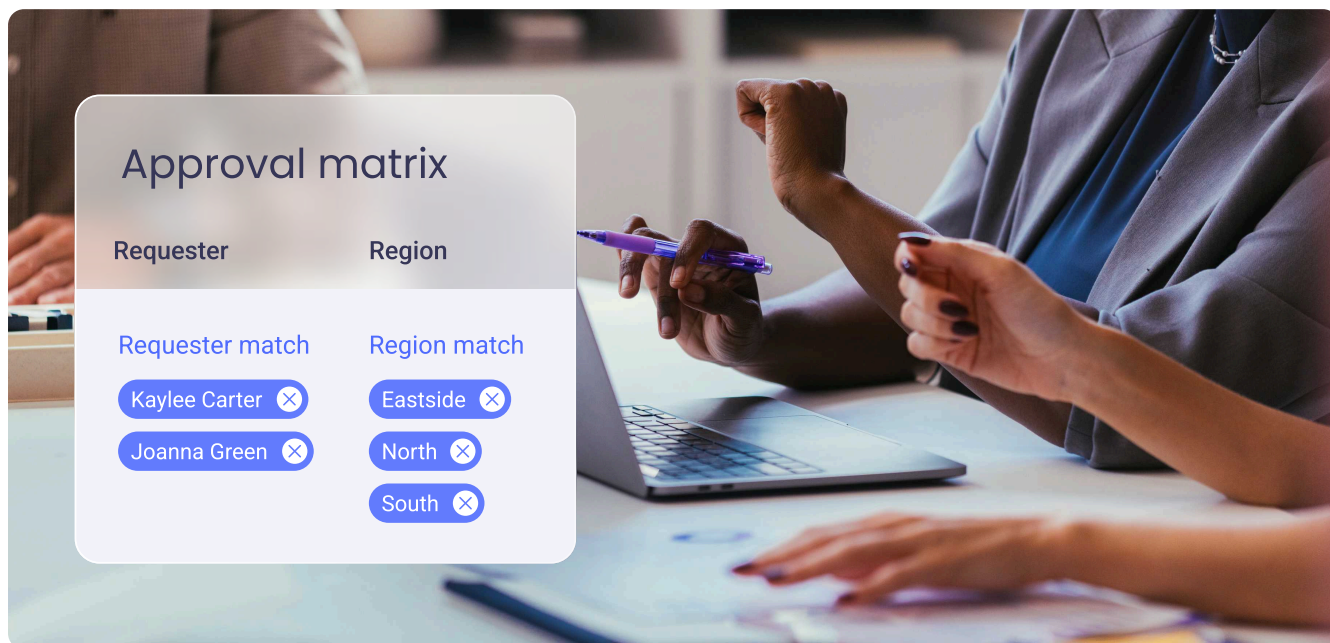 Approval matrix
Requester Region
Requester match Region match
Kaylee Carter Eastside
Joanna Green North
South